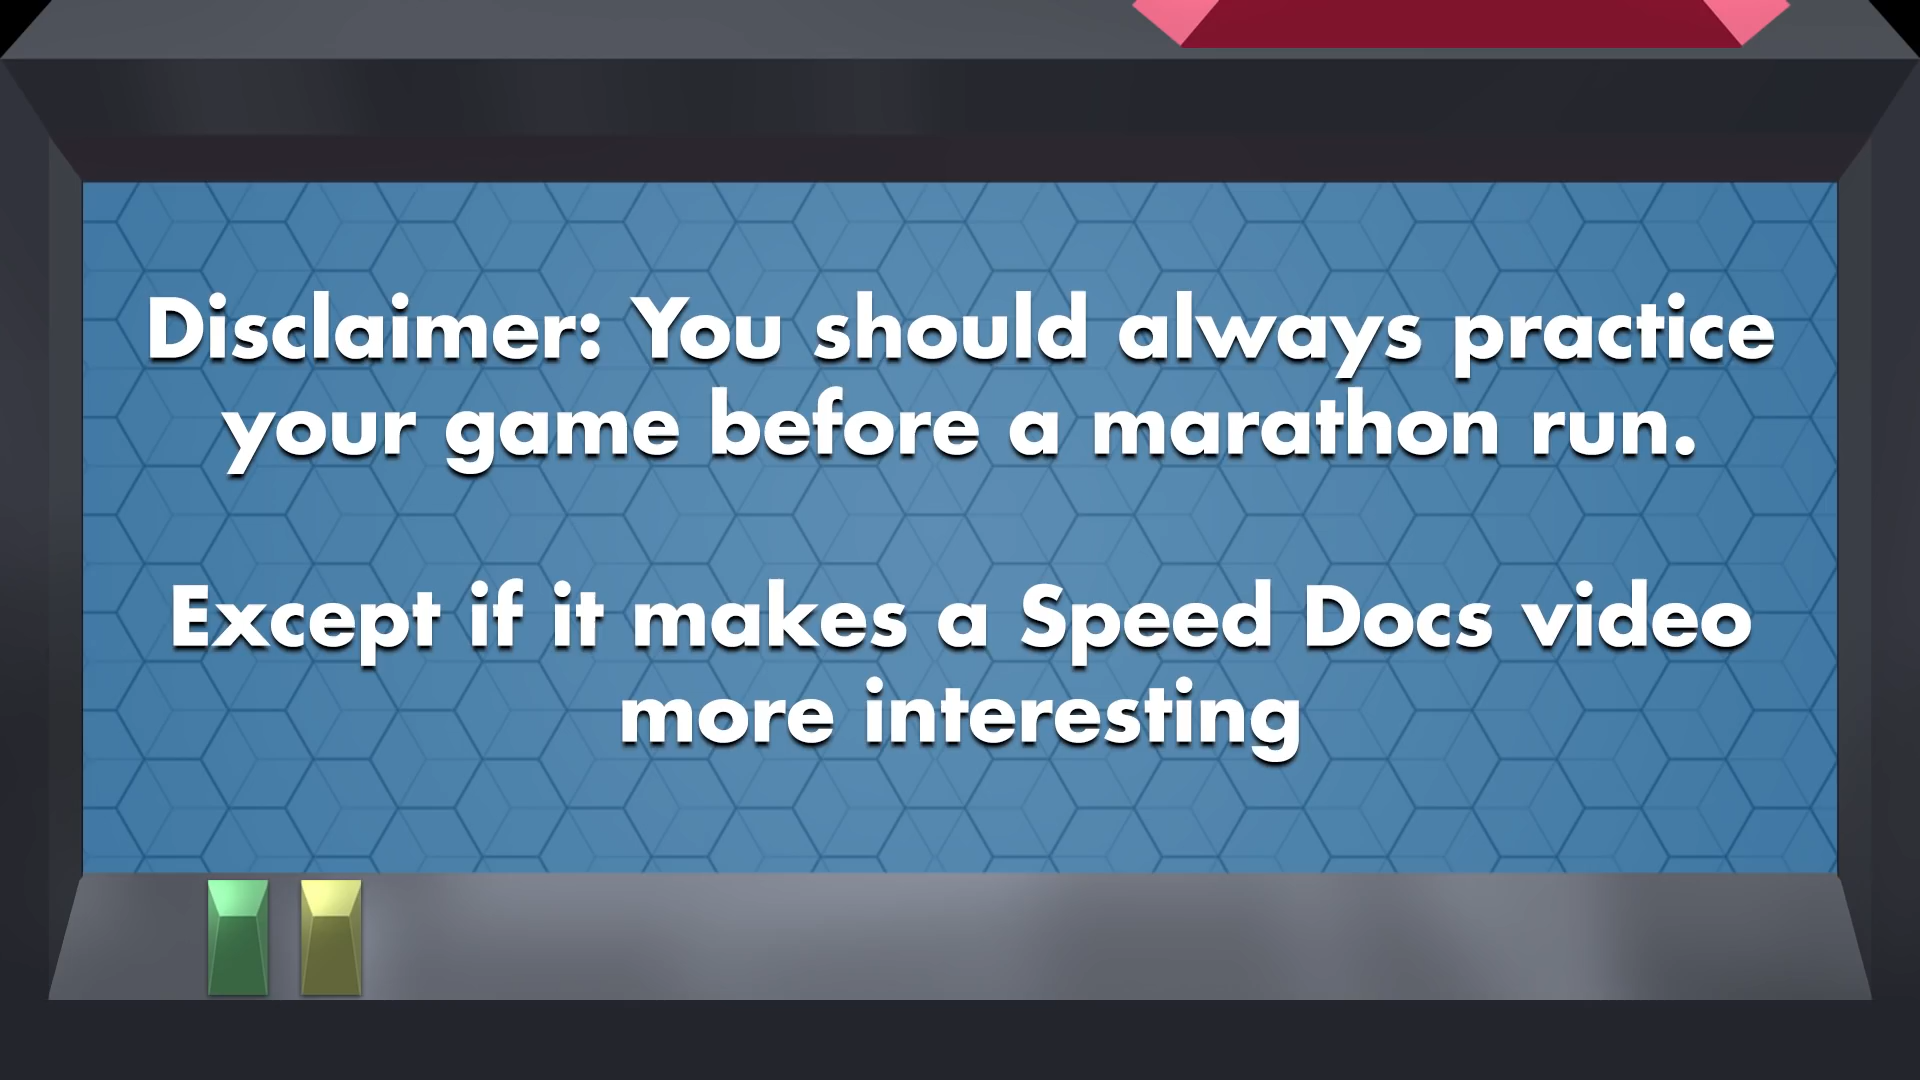 Disclaimer: You should always practice
your game before a marathon run.
Except if it makes a Speed Docs video
more interesting